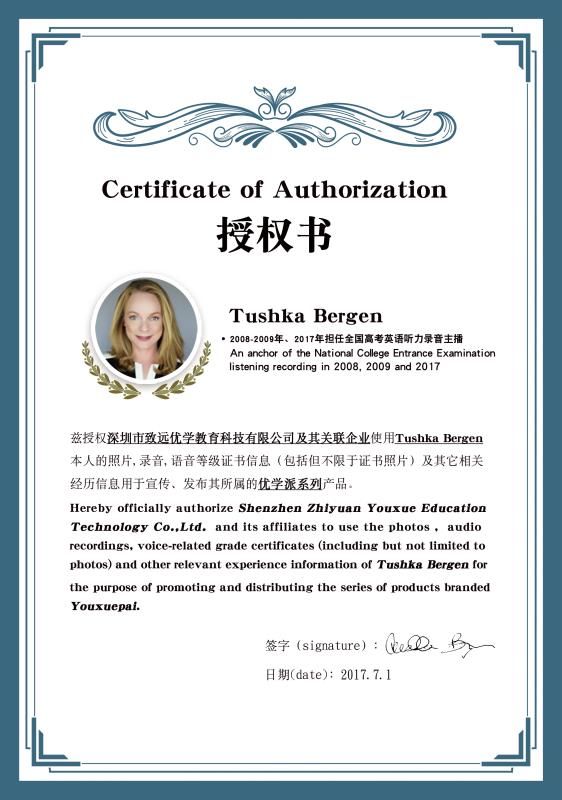 Certificate of Authorization
授权书
Tushka Bergen
• 2008-2009年、2017年担任全国高考英语听力录音主播
An anchor of the National College Entrance Examination
listening recording in 2008, 2009 and 2017
兹授权深圳市致远优学教育科技有限公司及其关联企业使用Tushka Bergen
本人的照片,录音,语音等级证书信息（包括但不限于证书照片）及其它相关
经历信息用于宣传、发布其所属的优学派系列产品。
Hereby officially authorize Shenzhen Zhiyuan Youxue Education
Technology Co.,Ltd. and its affiliates to use the photos , audio
recordings, voice-related grade certificates (including but not limited to
photos) and other relevant experience information of Tushka Bergen for
the purpose of promoting and distributing the series of products branded
Youxuepai.
签字 (signature) :
日期(date): 2017.7.1